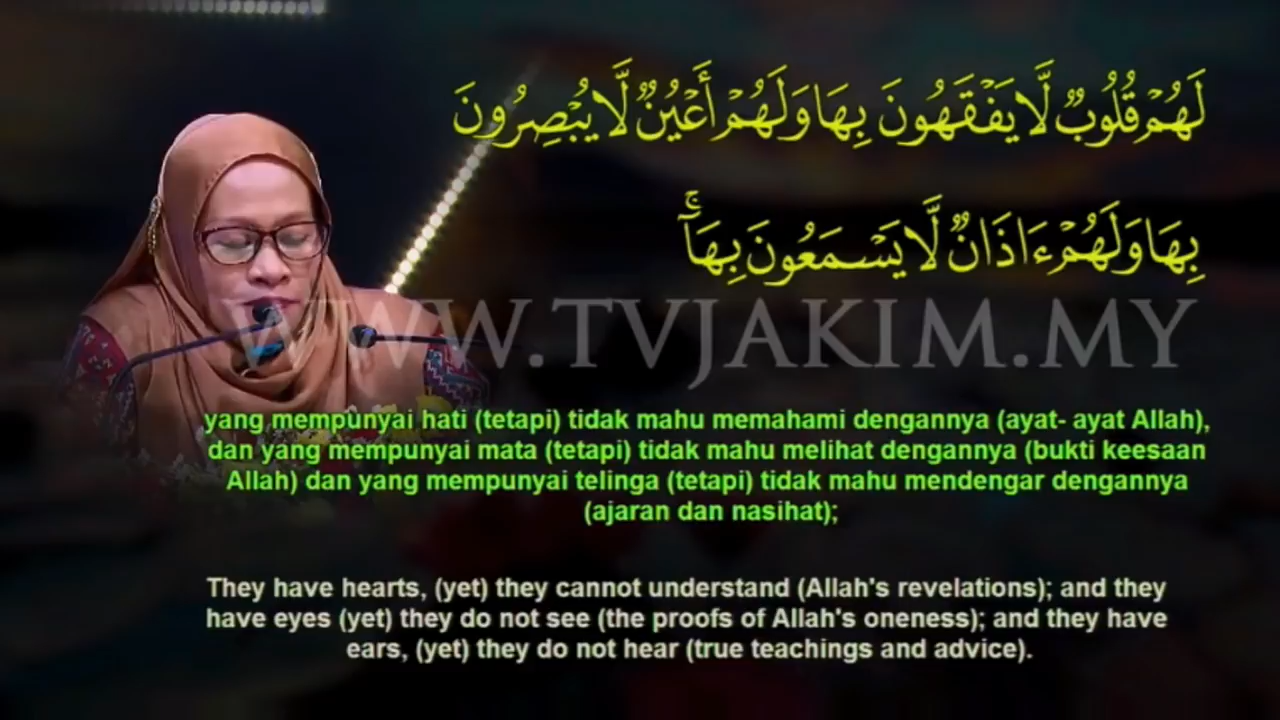 لَهُمْ قُلُوبٌ لَّا يَفْقَهُونَ بِهَا وَلَهُمْ أَعْيُنٌ لَّا يُبْصِرُونَ
بِهَا وَلَهُمْ ءَاذَانٌ لَّا يَسْمَعُونَ بِهَآ ۚ
WWW.TVJAKIM.MY
yang mempunyai hati (tetapi) tidak mahu memahami dengannya (ayat- ayat Allah),
dan yang mempunyai mata (tetapi) tidak mahu melihat dengannya (bukti keesaan
Allah) dan yang mempunyai telinga (tetapi) tidak mahu mendengar dengannya
(ajaran dan nasihat);
They have hearts, (yet) they cannot understand (Allah's revelations); and they
have eyes (yet) they do not see (the proofs of Allah's oneness); and they have
ears, (yet) they do not hear (true teachings and advice).